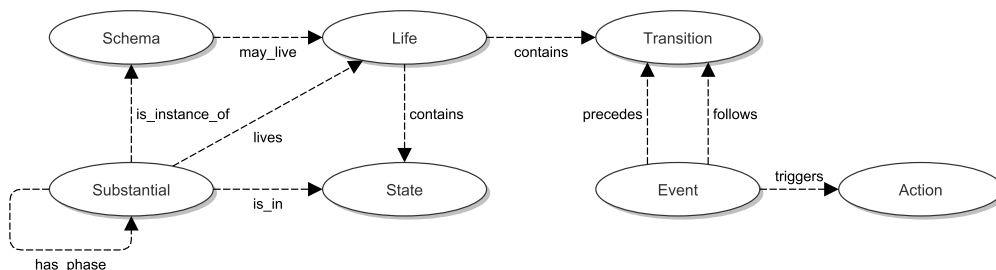 Schema
may_live
Life
contains
Transition
is_instance_of
lives
contains
precedes
follows
Substantial
is_in
State
Event
triggers
Action
has_phase